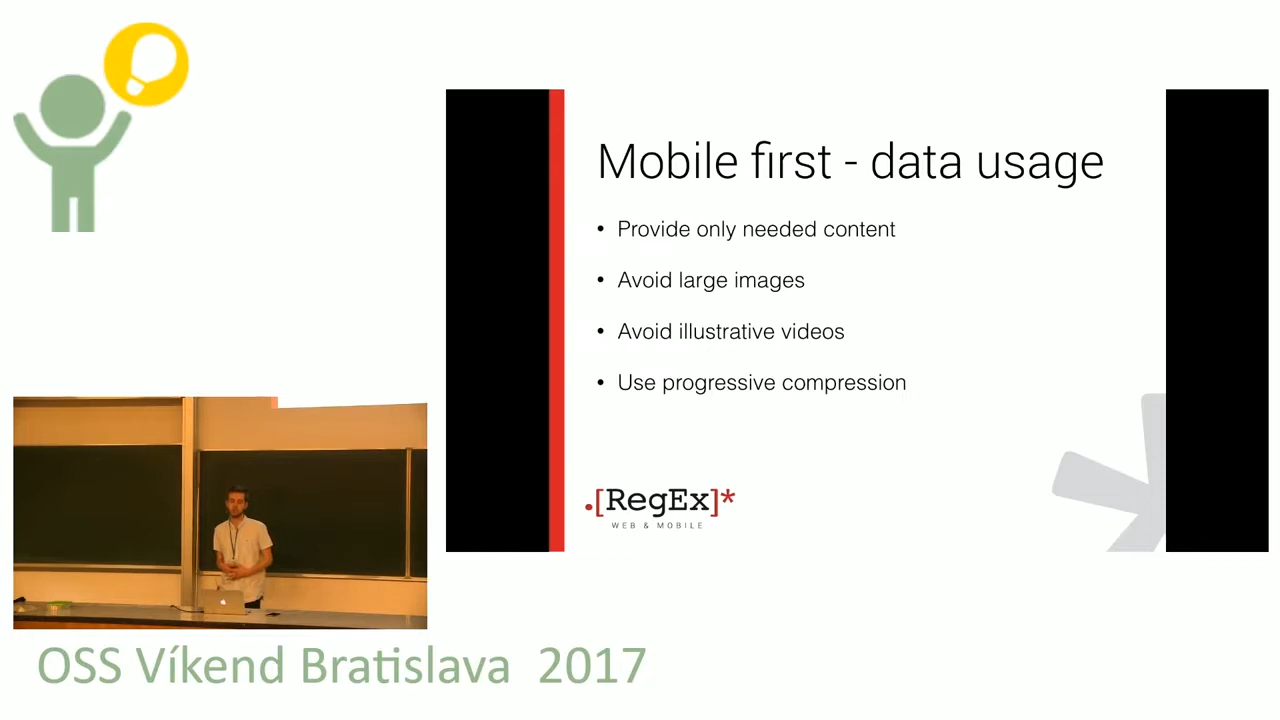 Mobile first - data usage
• Provide only needed content
• Avoid large images
• Avoid illustrative videos
• Use progressive compression
.[RegEx]*
WEB & MOBILE
OSS Víkend Bratislava 2017